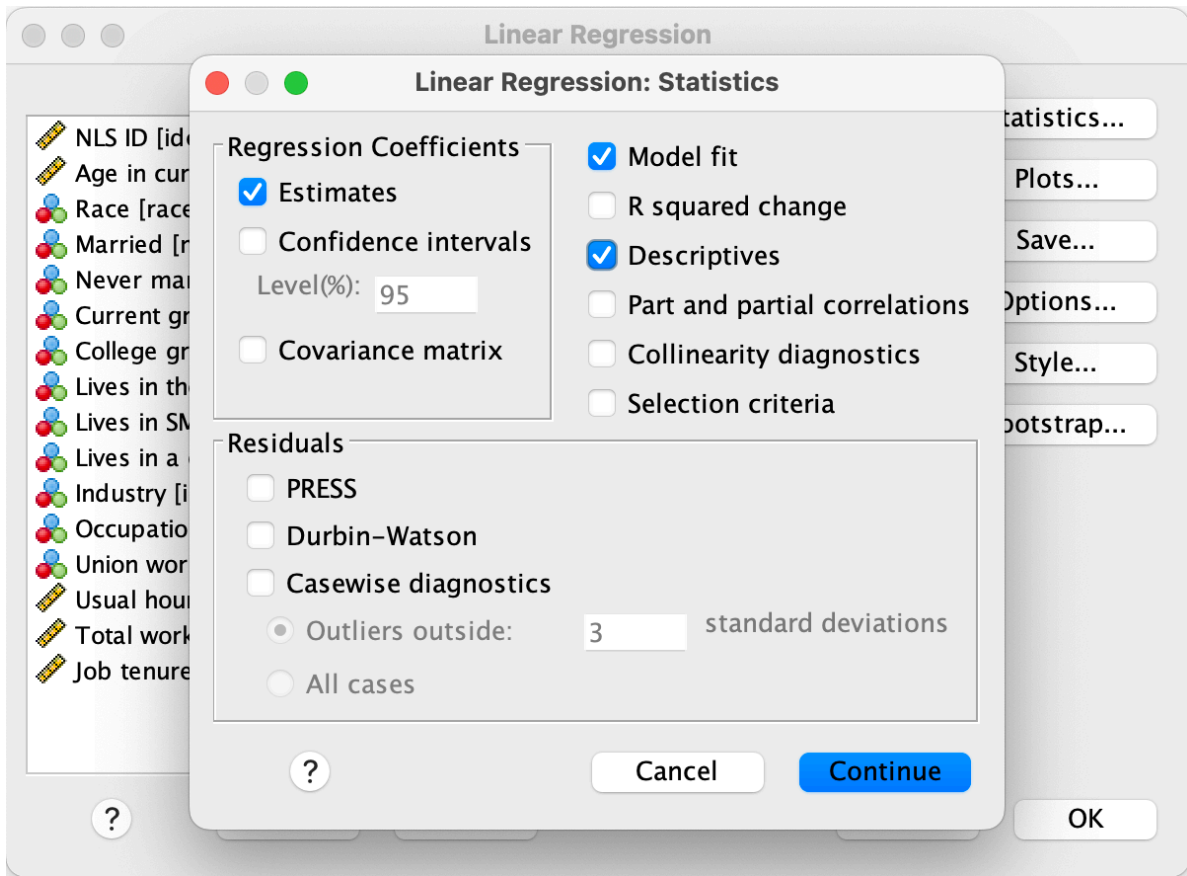 Linear Regression
Linear Regression: Statistics
NLS ID [id
Age in cur
Race [race
Married [
Never mar
Current gr
College gr
Lives in th
Lives in SM
Lives in a
Industry [i
Occupatio
Union wor
Usual hou
Total work
Job tenure
Regression Coefficients
Estimates
Confidence intervals
Level(%): 95
Covariance matrix
Model fit
R squared change
Descriptives
Part and partial correlations
Collinearity diagnostics
Selection criteria
Residuals
PRESS
Durbin-Watson
Casewise diagnostics
Outliers outside: 3 standard deviations
All cases
? Cancel Continue
tatistics...
Plots...
Save...
Options...
Style...
ootstrap...
? OK